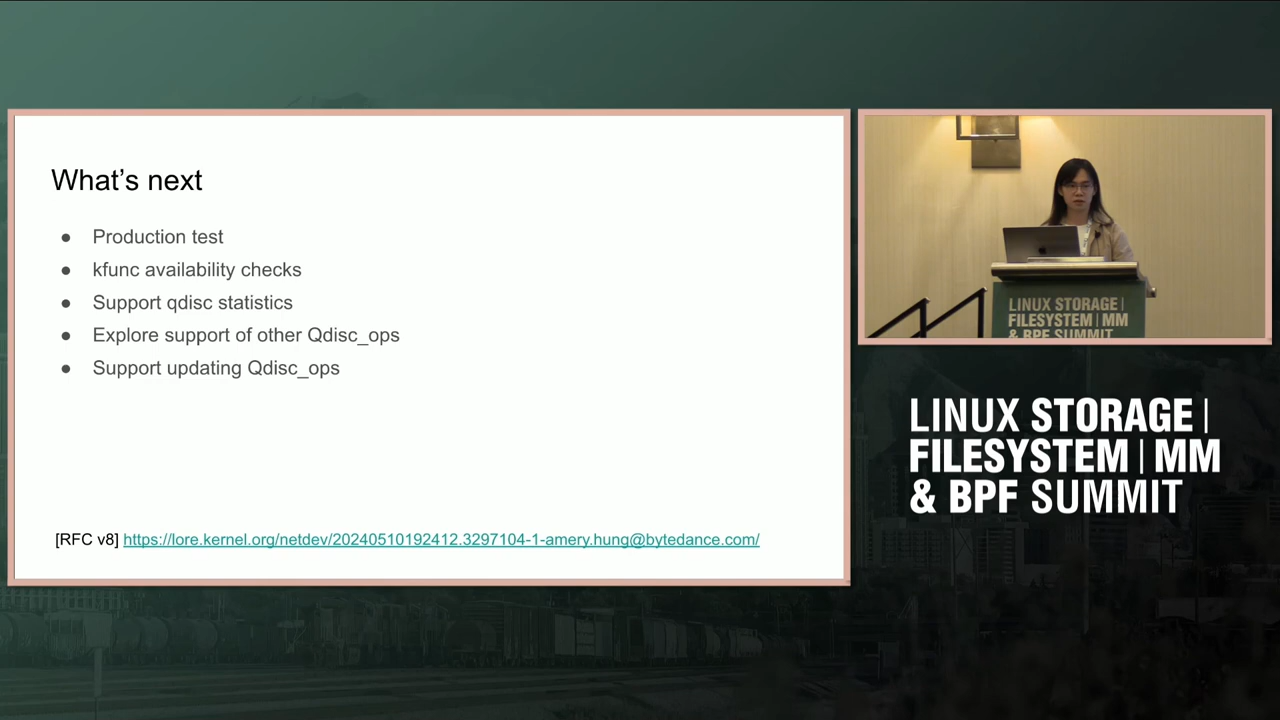 What's next
● Production test
● kfunc availability checks
● Support qdisc statistics
● Explore support of other Qdisc_ops
● Support updating Qdisc_ops
[RFC v8] https://lore.kernel.org/netdev/20240510192412.3297104-1-amery.hung@bytedance.com/
LINUX STORAGE |
FILESYSTEM | MM
& BPF SUMMIT
LINUX STORAGE |
FILESYSTEM | MM
& BPF SUMMIT